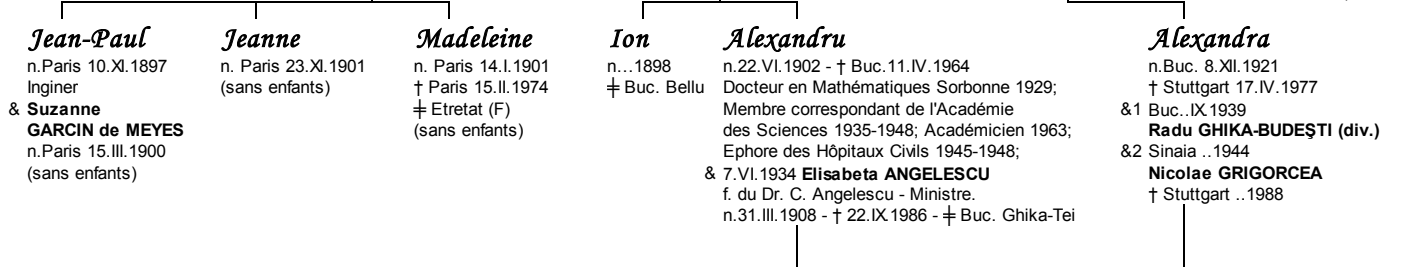 Jean-Paul
n.Paris 10.XI.1897
Inginer
& Suzanne
GARCIN de MEYES
n.Paris 15.III.1900
(sans enfants)
Jeanne
n. Paris 23.XI.1901
(sans enfants)
Madeleine
n. Paris 14.I.1901
† Paris 15.II.1974
╪ Etretat (F)
(sans enfants)
Ion
n...1898
╪ Buc. Bellu
Alexandru
n.22.VI.1902 - † Buc.11.IV.1964
Docteur en Mathématiques Sorbonne 1929;
Membre correspondant de l'Académie
des Sciences 1935-1948; Académicien 1963;
Ephore des Hôpitaux Civils 1945-1948;
& 7.VI.1934 Elisabeta ANGELESCU
f. du Dr. C. Angelescu - Ministre.
n.31.III.1908 - † 22.IX.1986 - ╪ Buc. Ghika-Tei
Alexandra
n.Buc. 8.XII.1921
† Stuttgart 17.IV.1977
&1 Buc..IX.1939
Radu GHIKA-BUDEŞTI (div.)
&2 Sinaia ..1944
Nicolae GRIGORCEA
† Stuttgart ..1988